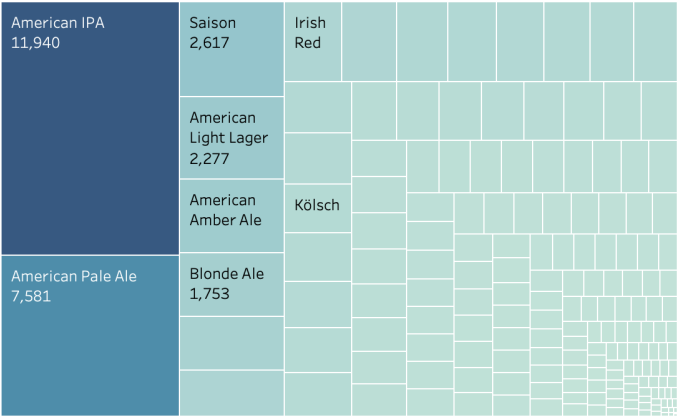 American IPA
11,940
American Pale Ale
7,581
Saison
2,617
American
Light Lager
2,277
American
Amber Ale
Blonde Ale
1,753
Irish
Red
Kölsch